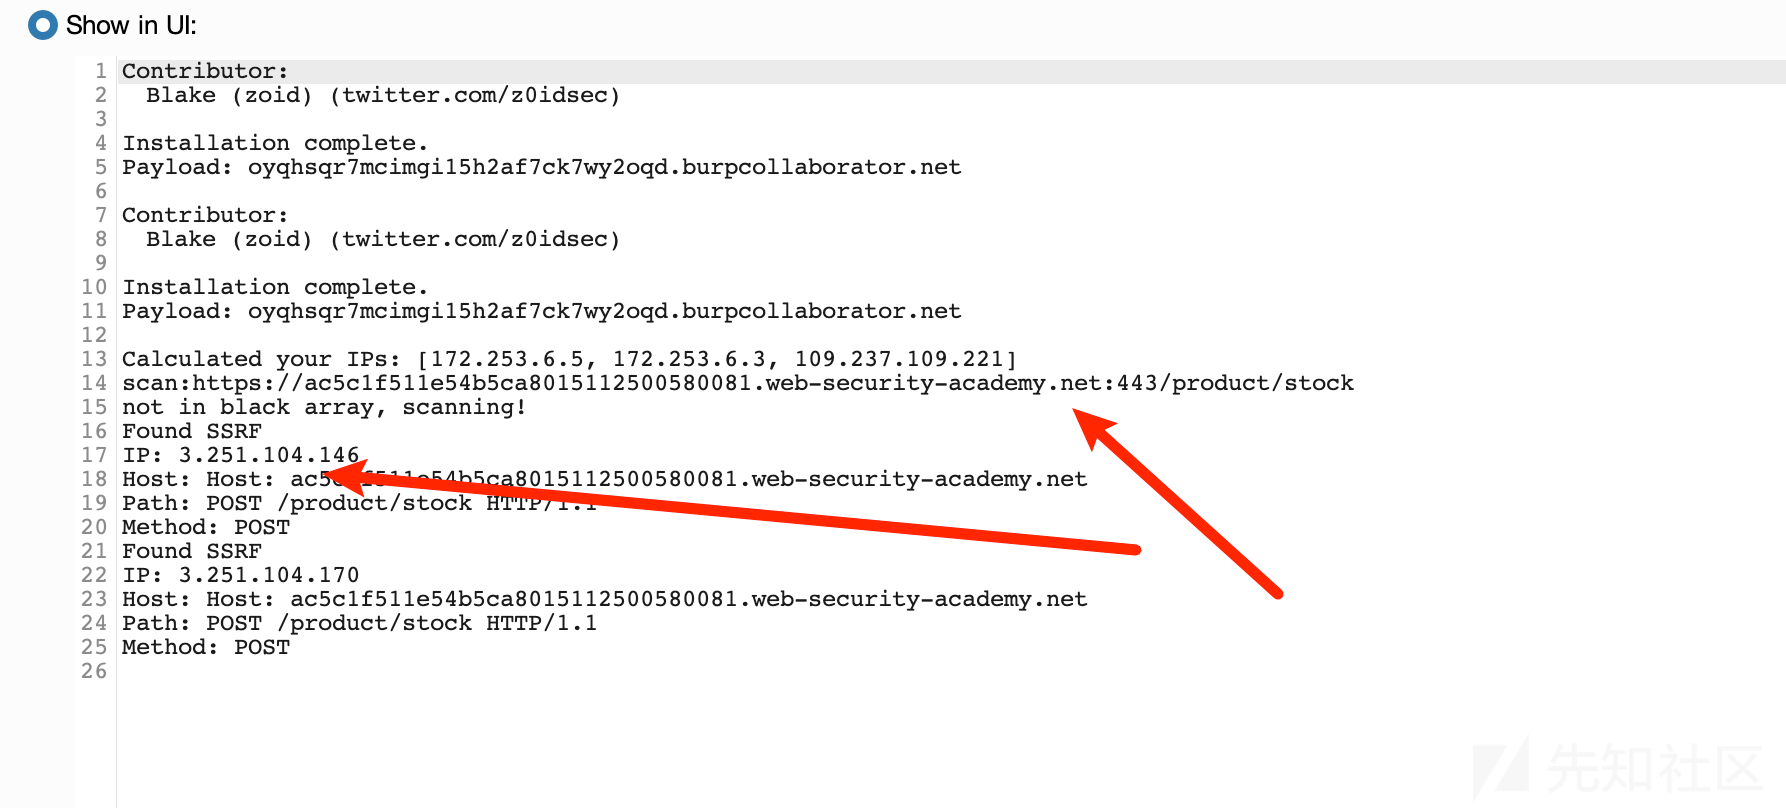 Show in UI:
1 Contributor:
2 Blake (zoid) (twitter.com/z0idsec)
3
4 Installation complete.
5 Payload: oyqhsqr7mcimgi15h2af7ck7wy2oqd.burpcollaborator.net
6
7 Contributor:
8 Blake (zoid) (twitter.com/z0idsec)
9
10 Installation complete.
11 Payload: oyqhsqr7mcimgi15h2af7ck7wy2oqd.burpcollaborator.net
12
13 Calculated your IPs: [172.253.6.5, 172.253.6.3, 109.237.109.221]
14 scan:https://ac5c1f511e54b5ca8015112500580081.web-security-academy.net:443/product/stock
15 not in black array, scanning!
16 Found SSRF
17 IP: 3.251.104.146
18 Host: Host: ac5c1f511e54b5ca8015112500580081.web-security-academy.net
19 Path: POST /product/stock HTTP/1.1
20 Method: POST
21 Found SSRF
22 IP: 3.251.104.170
23 Host: Host: ac5c1f511e54b5ca8015112500580081.web-security-academy.net
24 Path: POST /product/stock HTTP/1.1
25 Method: POST
26
先知社区